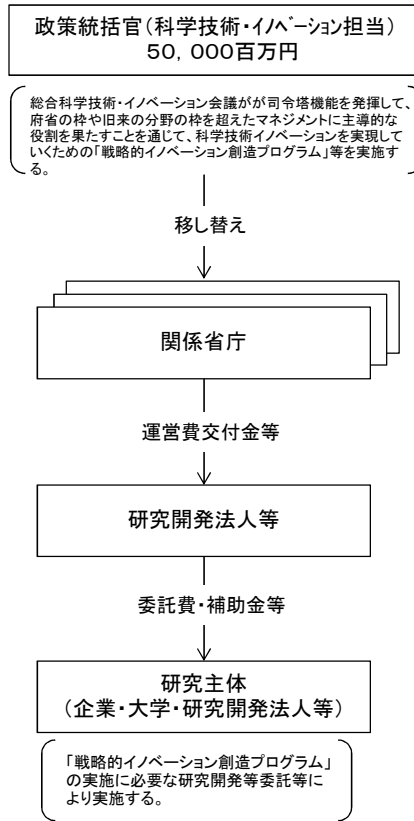 政策統括官(科学技術・イノベーション担当)
50,000百万円
総合科学技術・イノベーション会議がが司令塔機能を発揮して、
府省の枠や旧来の分野の枠を超えたマネジメントに主導的な
役割を果たすことを通じて、科学技術イノベーションを実現して
いくための「戦略的イノベーション創造プログラム」等を実施す
る。
移し替え
関係省庁
運営費交付金等
研究開発法人等
委託費・補助金等
研究主体
(企業・大学・研究開発法人等)
「戦略的イノベーション創造プログラム」
の実施に必要な研究開発等委託等に
より実施する。